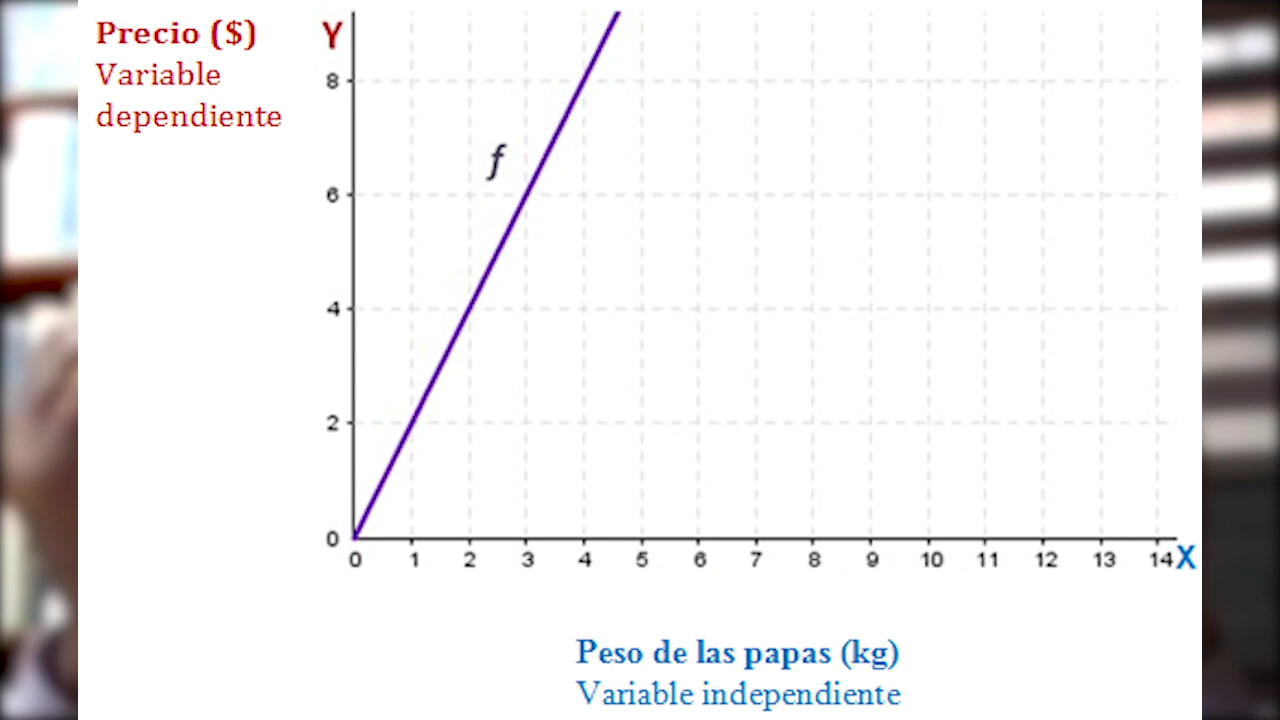 Precio ($)
Variable
dependiente
Y
8
6
4
2
0
f
0 1 2 3 4 5 6 7 8 9 10 11 12 13 14 X
Peso de las papas (kg)
Variable independiente